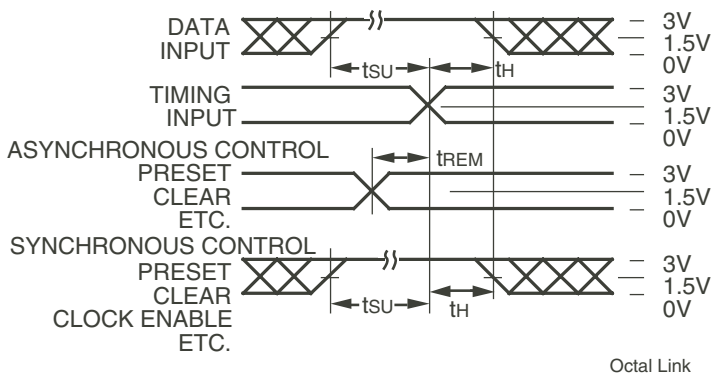 DATA
INPUT
3V
1.5V
0V
tSU
tH
TIMING
INPUT
3V
1.5V
0V
ASYNCHRONOUS CONTROL
PRESET
CLEAR
ETC.
tREM
3V
1.5V
0V
SYNCHRONOUS CONTROL
PRESET
CLEAR
CLOCK ENABLE
ETC.
tSU
tH
3V
1.5V
0V
Octal Link